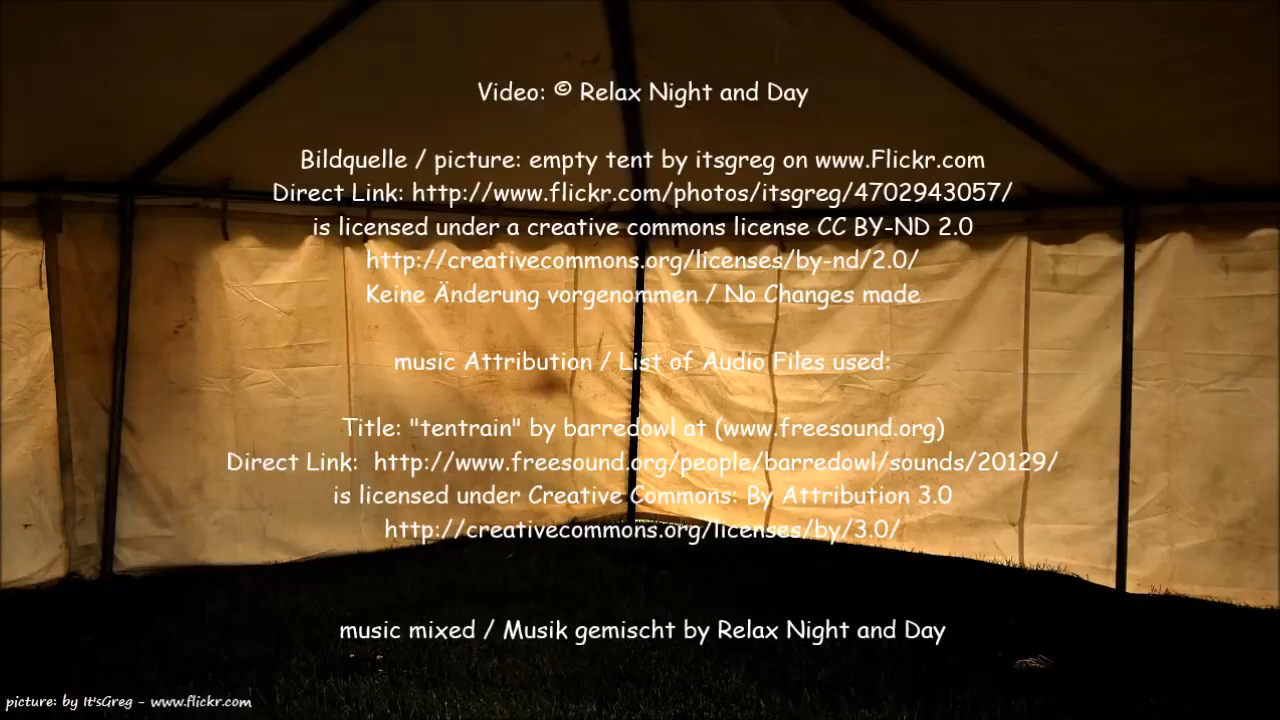 Video: © Relax Night and Day
Bildquelle / picture: empty tent by itsgreg on www.Flickr.com
Direct Link: http://www.flickr.com/photos/itsgreg/4702943057/
is licensed under a creative commons license CC BY-ND 2.0
http://creativecommons.org/licenses/by-nd/2.0/
Keine Änderung vorgenommen / No Changes made
music Attribution / List of Audio Files used:
Title: "tentrain" by barredowl at (www.freesound.org)
Direct Link:  http://www.freesound.org/people/barredowl/sounds/20129/
is licensed under Creative Commons: By Attribution 3.0
http://creativecommons.org/licenses/by/3.0/
music mixed / Musik gemischt by Relax Night and Day
picture: by It'sGreg - www.flickr.com